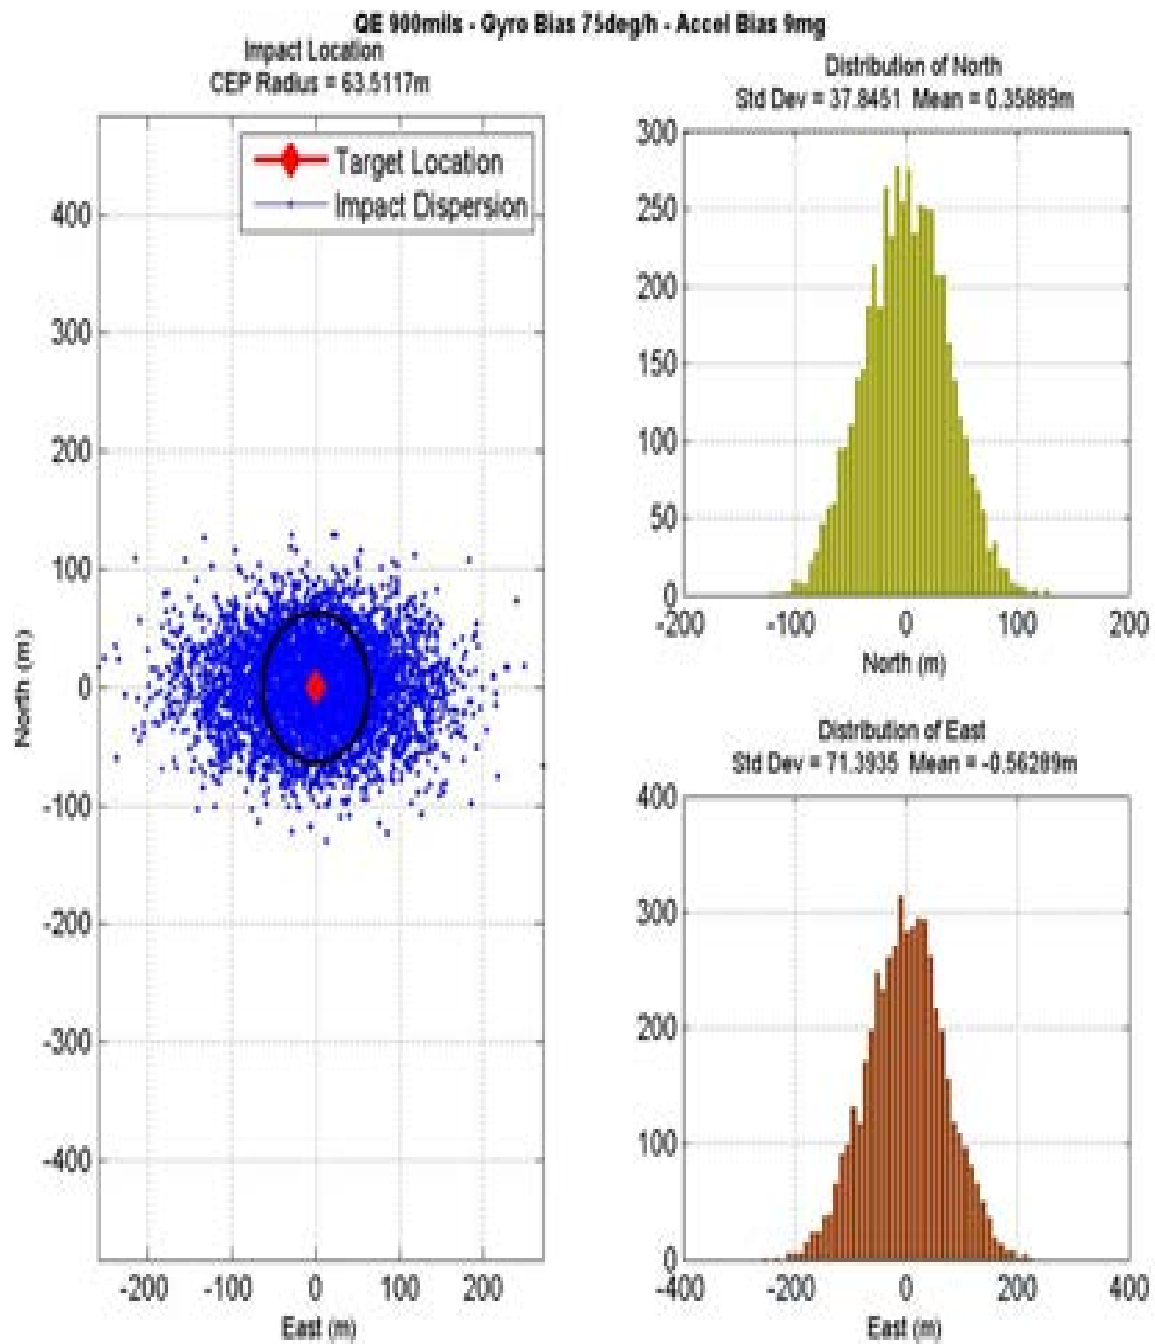 QE 900mils - Gyro Bias 75deg/h - Accel Bias 9mg
Impact Location
CEP Radius = 63.5117m
Target Location
Impact Dispersion
400
300
200
100
0
-100
-200
-300
-400
North (m)
-200
-100
0
100
200
East (m)
Distribution of North
Std Dev = 37.8451 Mean = 0.35889m
300
250
200
150
100
50
0
-200
-100
0
100
200
North (m)
Distribution of East
Std Dev = 71.3935 Mean = -0.56289m
400
300
200
100
0
-400
-200
0
200
400
East (m)